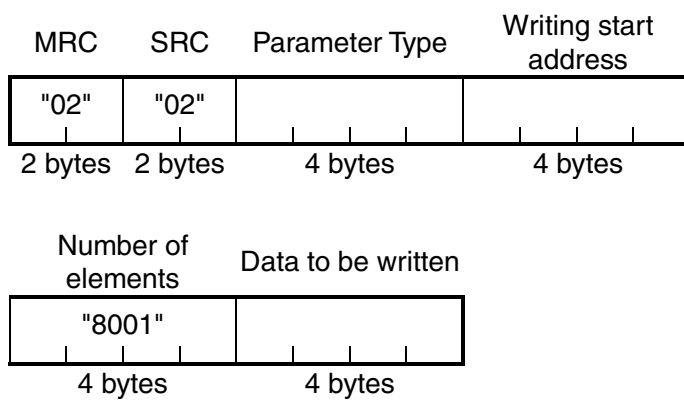 MRC SRC Parameter Type Writing start
address
"02" "02"
2 bytes 2 bytes 4 bytes 4 bytes
Number of
elements Data to be written
"8001"
4 bytes 4 bytes